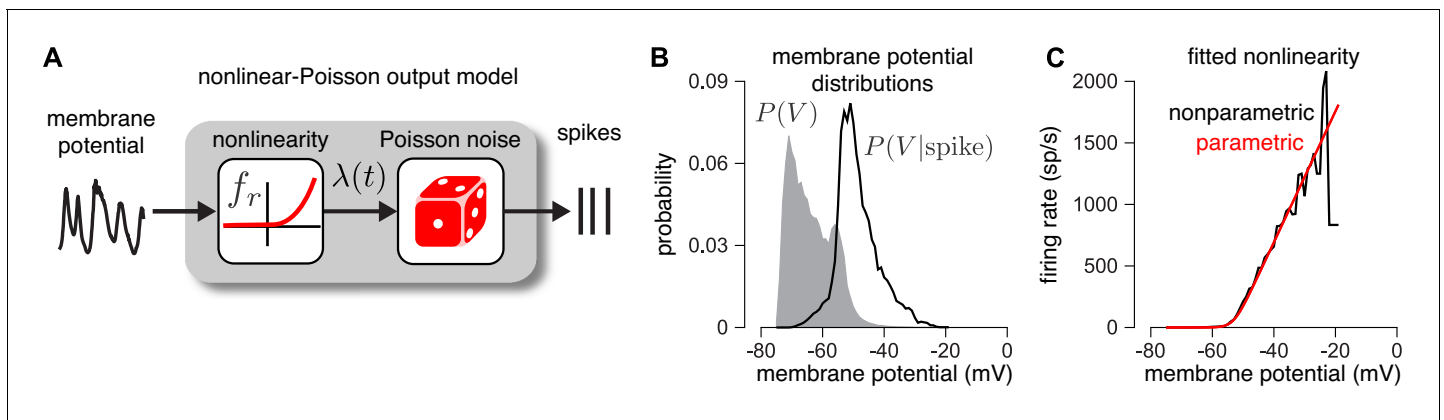 A
nonlinear-Poisson output model
membrane
potential
nonlinearity
Poisson noise
spikes
f_r
λ(t)
B
membrane potential
distributions
0.09
0.06
0.03
0
probability
P(V)
P(V|spike)
-80
-60
-40
-20
0
membrane potential (mV)
C
fitted nonlinearity
2000
1500
1000
500
0
firing rate (sp/s)
nonparametric
parametric
-80
-60
-40
-20
0
membrane potential (mV)